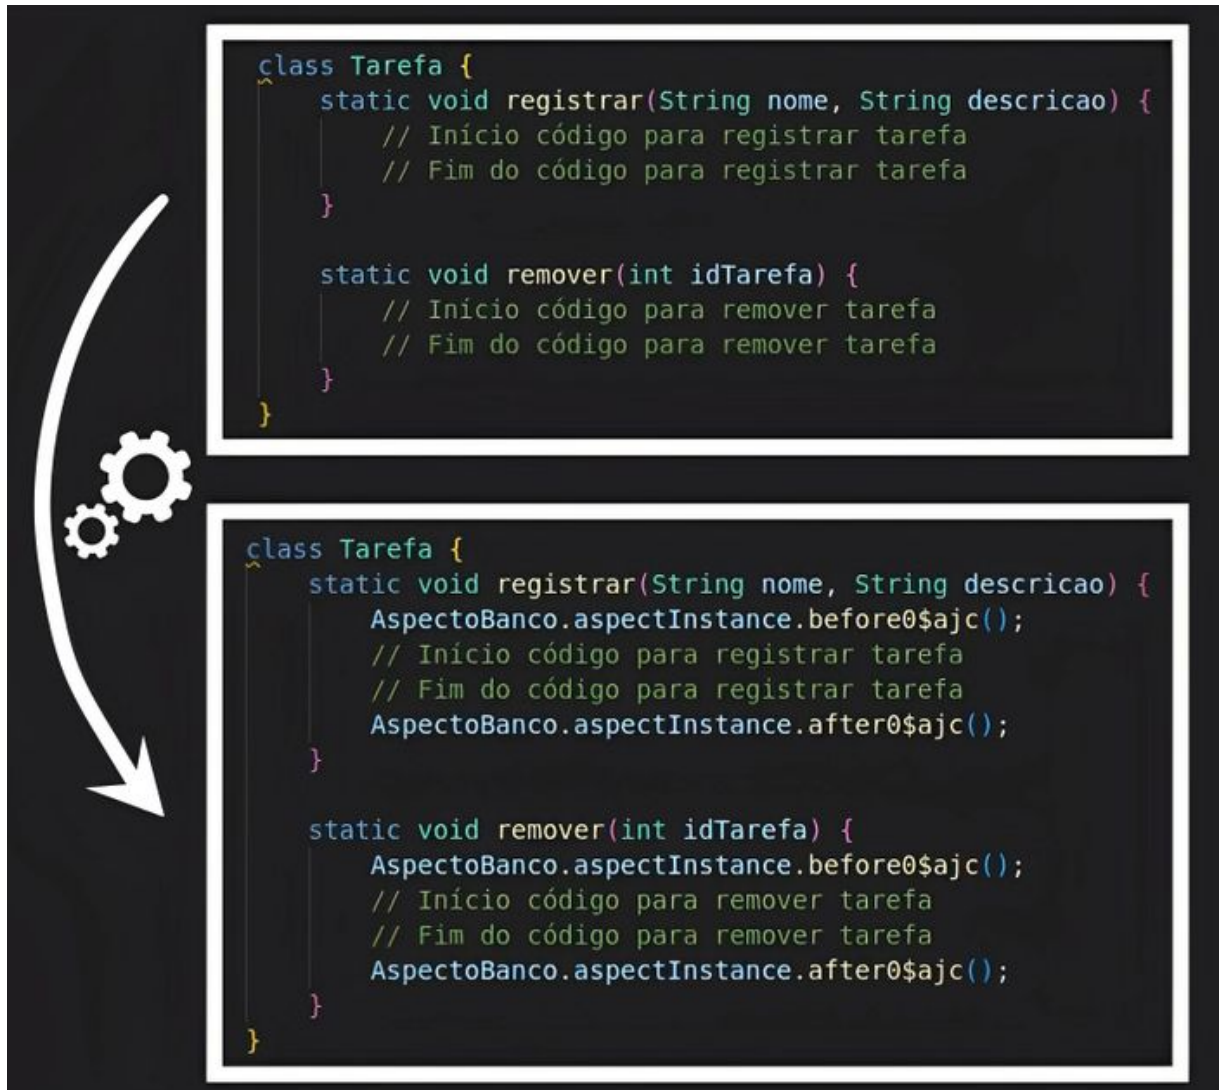 class Tarefa {
static void registrar(String nome, String descricao) {
// Início código para registrar tarefa
// Fim do código para registrar tarefa
}
static void remover(int idTarefa) {
// Início código para remover tarefa
// Fim do código para remover tarefa
}
}
class Tarefa {
static void registrar(String nome, String descricao) {
AspectoBanco.aspectInstance.before0$ajc();
// Início código para registrar tarefa
// Fim do código para registrar tarefa
AspectoBanco.aspectInstance.after0$ajc();
}
static void remover(int idTarefa) {
AspectoBanco.aspectInstance.before0$ajc();
// Início código para remover tarefa
// Fim do código para remover tarefa
AspectoBanco.aspectInstance.after0$ajc();
}
}